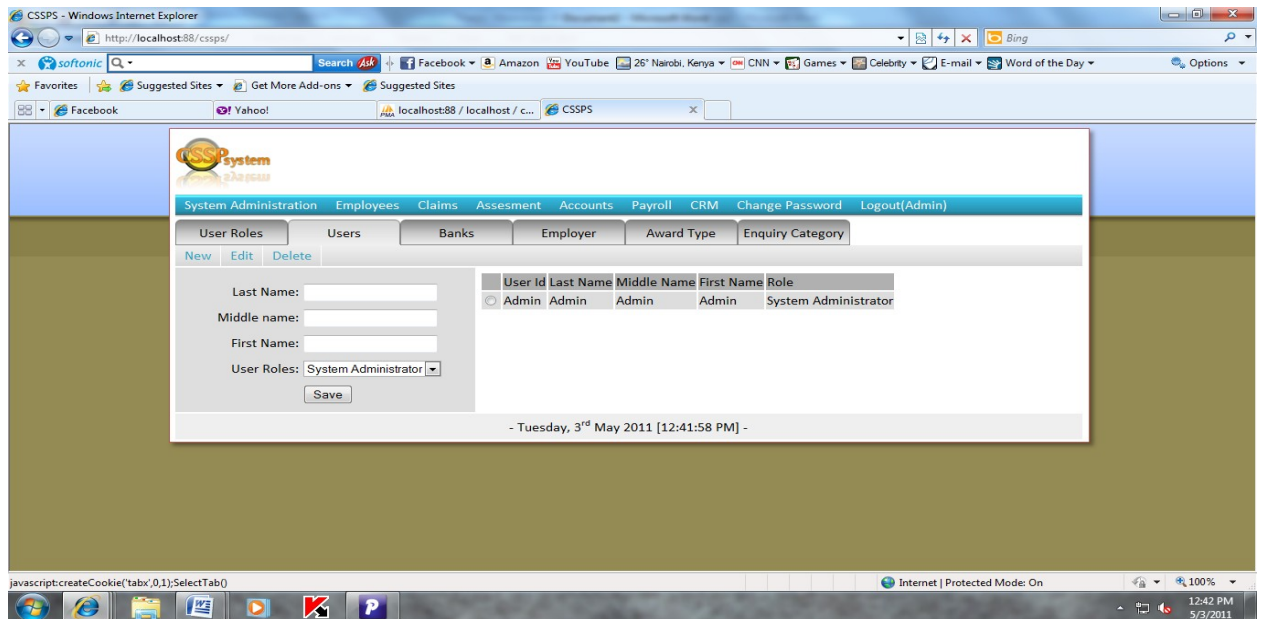 CSSPS - Windows Internet Explorer
http://localhost:88/cssps/ Bing
softonic Search Ask Facebook Amazon YouTube 26° Nairobi, Kenya CNN Games Celebrity E-mail Word of the Day Options
Favorites Suggested Sites Get More Add-ons Suggested Sites
Facebook Yahoo! localhost:88 / localhost / c... CSSPS
CSSPsystem
System Administration Employees Claims Assesment Accounts Payroll CRM Change Password Logout(Admin)
User Roles Users Banks Employer Award Type Enquiry Category
New Edit Delete
Last Name:
Middle name:
First Name:
User Roles: System Administrator
Save
User Id Last Name Middle Name First Name Role
Admin Admin Admin Admin System Administrator
- Tuesday, 3rd May 2011 [12:41:58 PM] -
javascript:createCookie('tabx',0,1);SelectTab() Internet | Protected Mode: On 100%
12:42 PM
5/3/2011